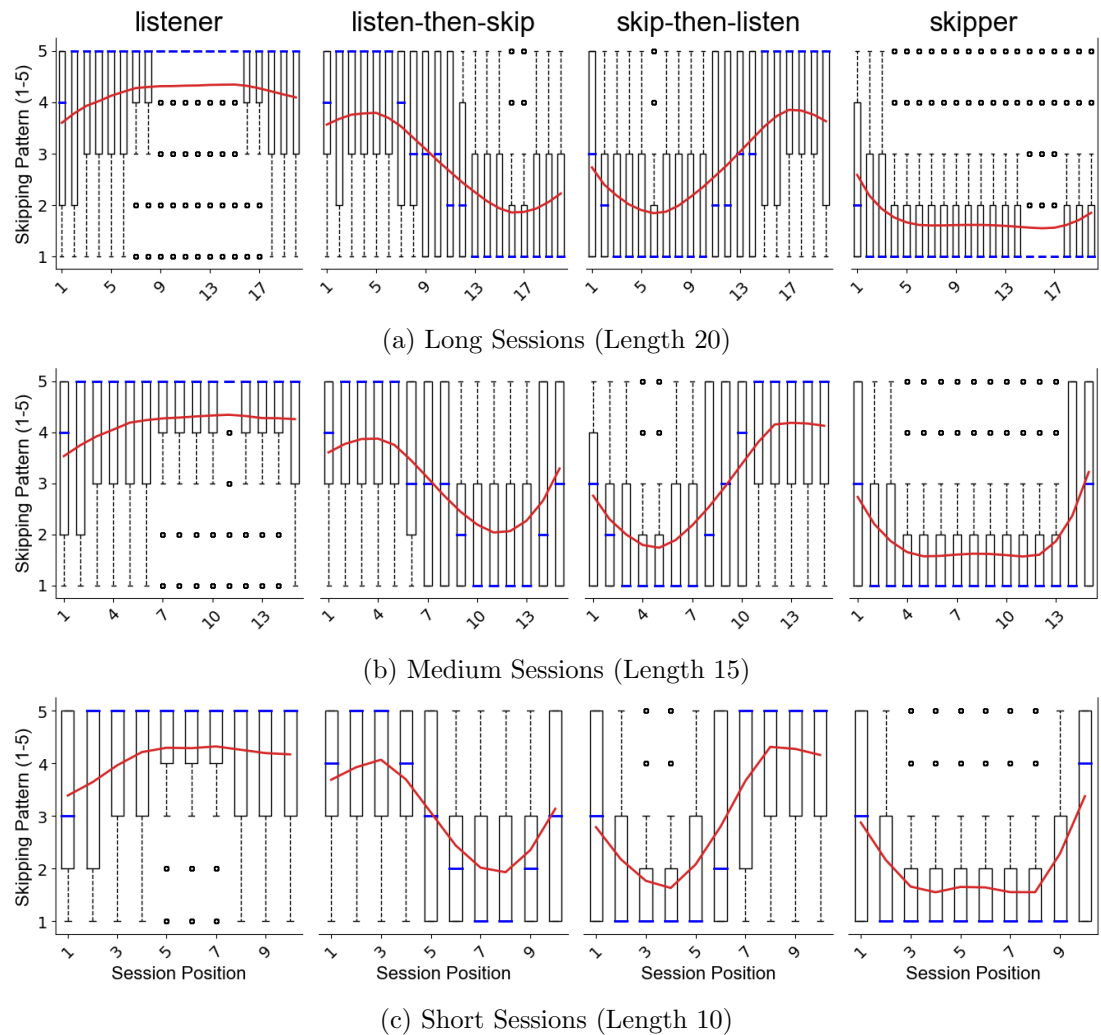 listener listen-then-skip skip-then-listen skipper
Skipping Pattern (1-5)
5
4
3
2
1
1 5 9 13 17 1 5 9 13 17 1 5 9 13 17 1 5 9 13 17
(a) Long Sessions (Length 20)
Skipping Pattern (1-5)
5
4
3
2
1
1 4 7 10 13 1 4 7 10 13 1 4 7 10 13 1 4 7 10 13
(b) Medium Sessions (Length 15)
Skipping Pattern (1-5)
5
4
3
2
1
1 3 5 7 9 1 3 5 7 9 1 3 5 7 9 1 3 5 7 9
Session Position Session Position Session Position Session Position
(c) Short Sessions (Length 10)